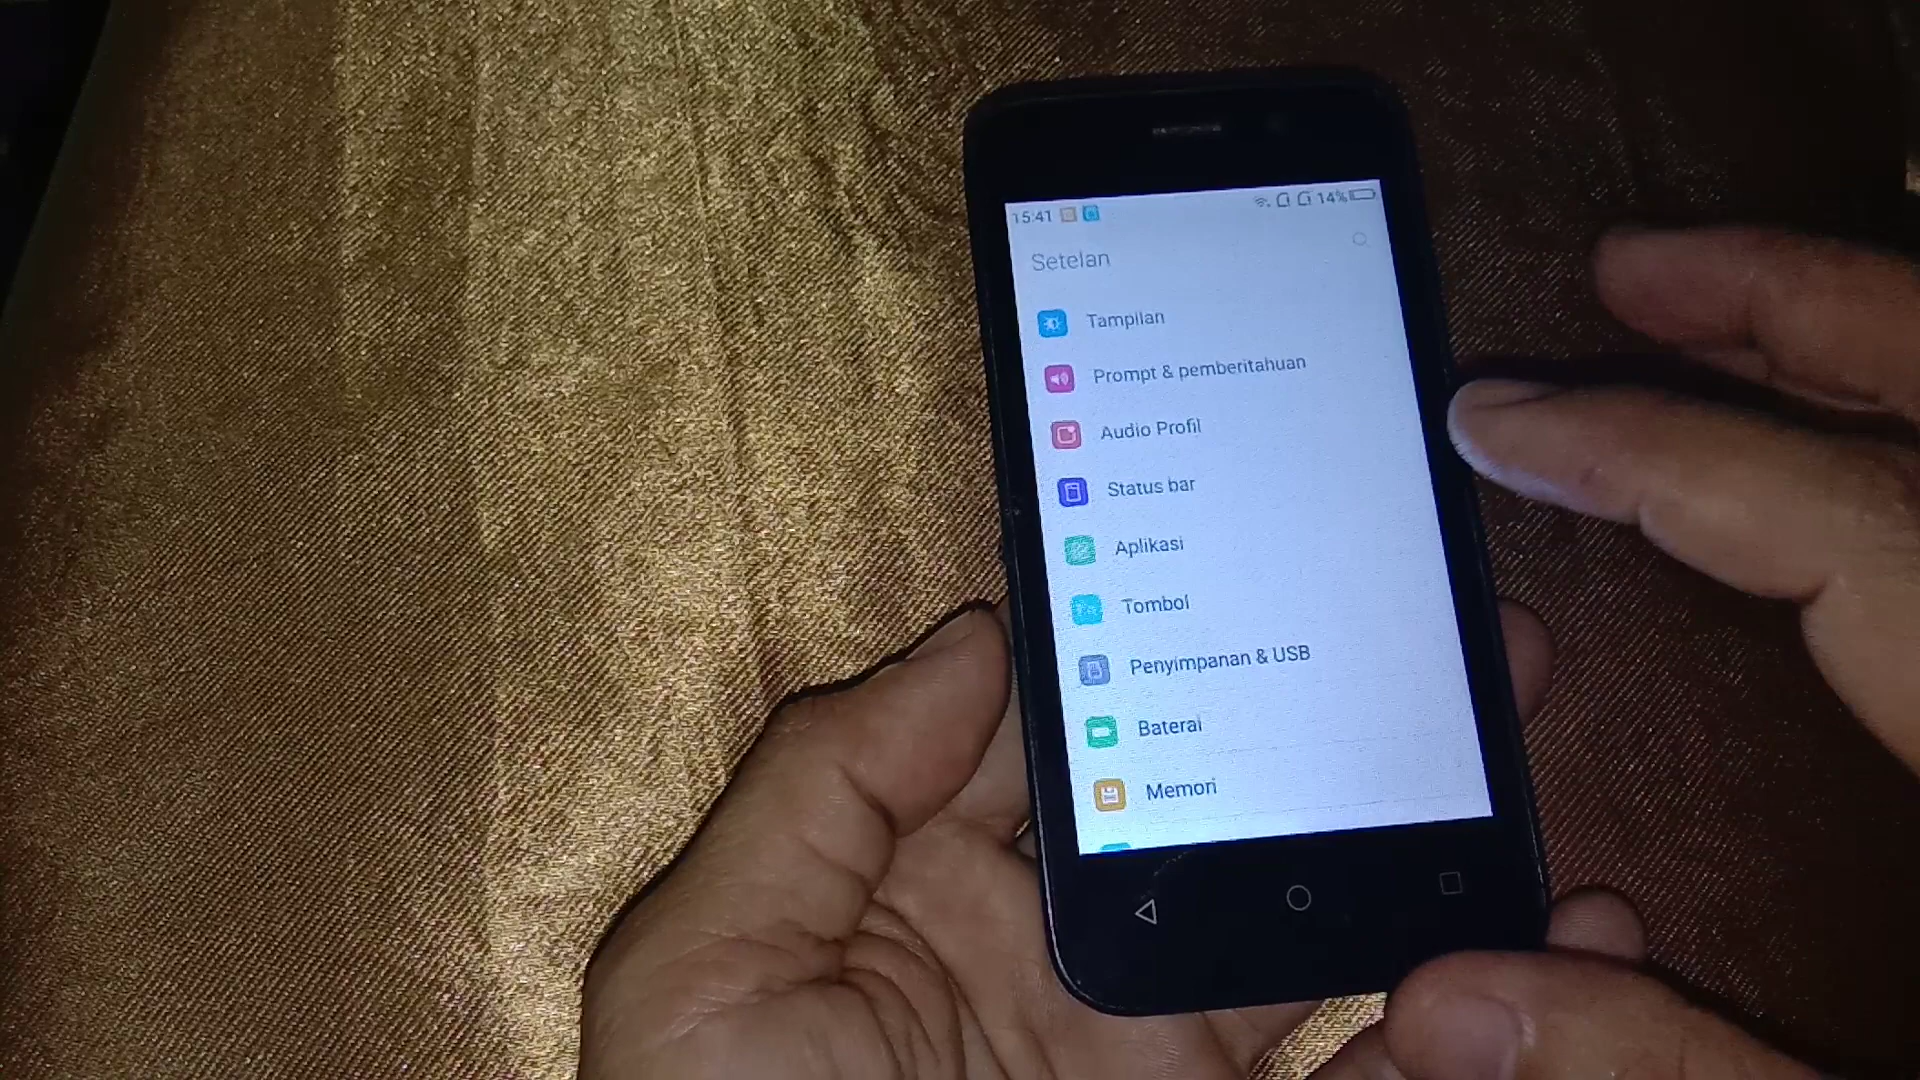 15:41 14%
Setelan
Tampilan
Prompt & pemberitahuan
Audio Profil
Status bar
Aplikasi
Tombol
Penyimpanan & USB
Baterai
Memori